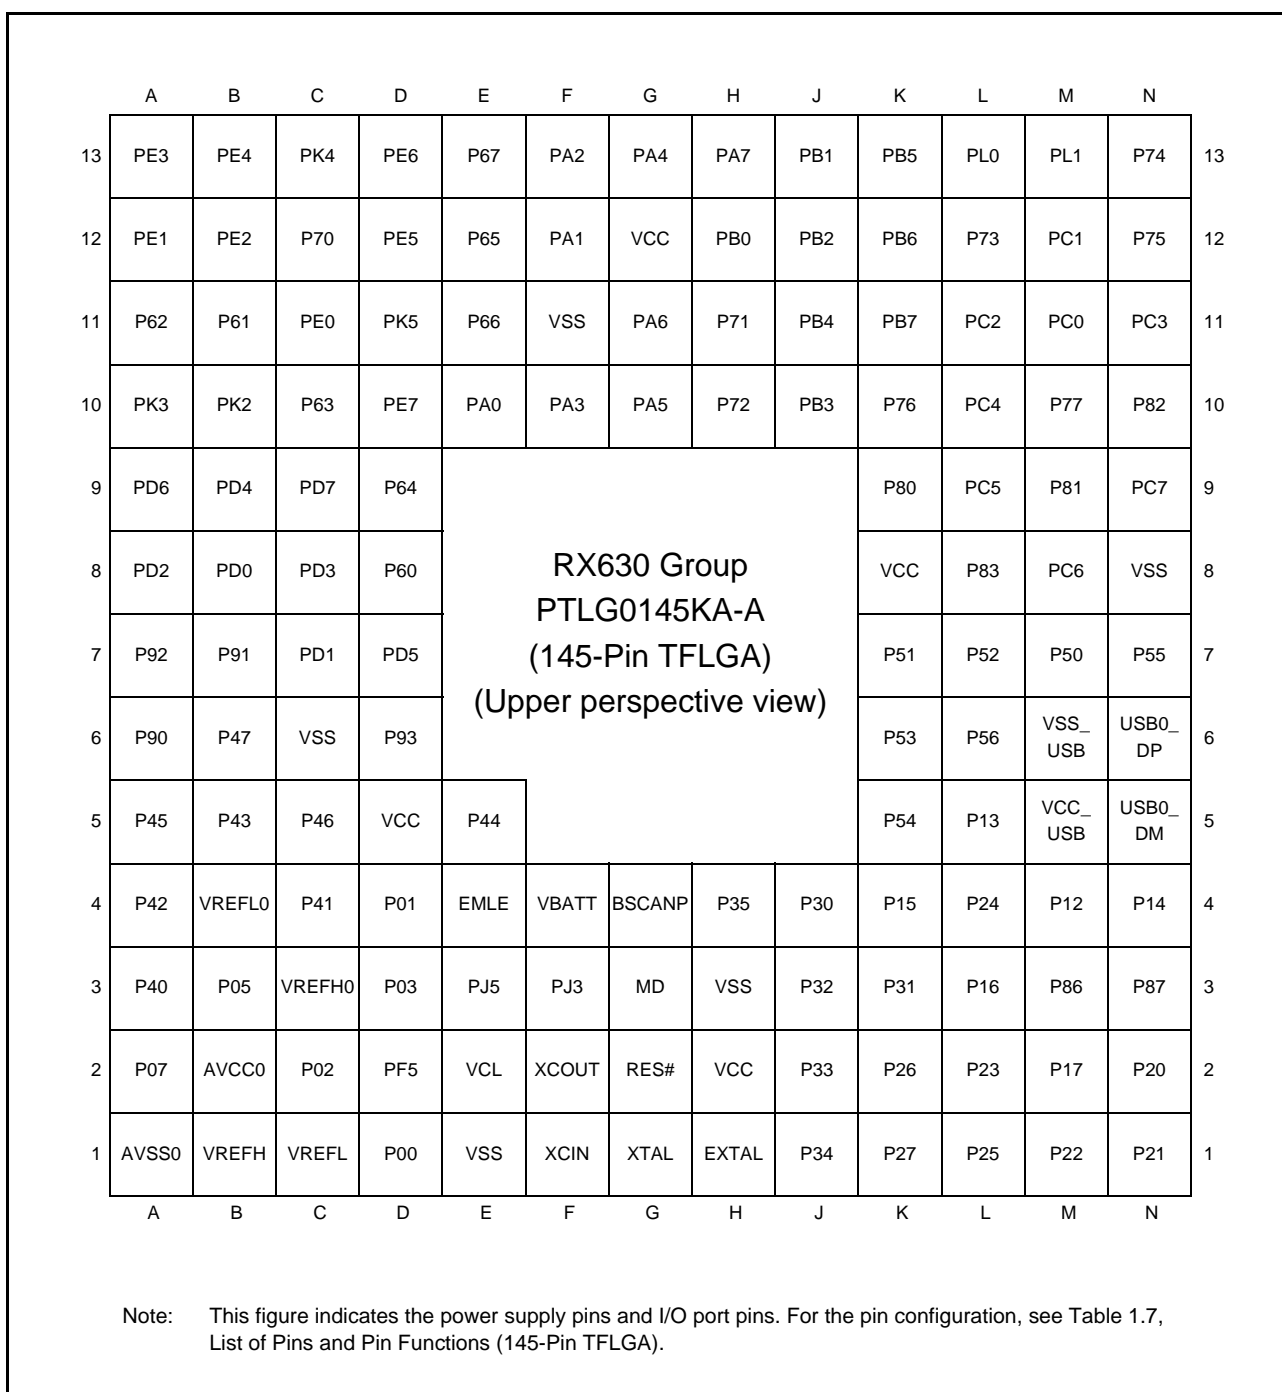 A B C D E F G H J K L M N
13 PE3 PE4 PK4 PE6 P67 PA2 PA4 PA7 PB1 PB5 PL0 PL1 P74 13
12 PE1 PE2 P70 PE5 P65 PA1 VCC PB0 PB2 PB6 P73 PC1 P75 12
11 P62 P61 PE0 PK5 P66 VSS PA6 P71 PB4 PB7 PC2 PC0 PC3 11
10 PK3 PK2 P63 PE7 PA0 PA3 PA5 P72 PB3 P76 PC4 P77 P82 10
9 PD6 PD4 PD7 P64 P80 PC5 P81 PC7 9
8 PD2 PD0 PD3 P60 VCC P83 PC6 VSS 8
7 P92 P91 PD1 PD5 P51 P52 P50 P55 7
6 P90 P47 VSS P93 P53 P56 VSS_ USB USB0_ DP 6
5 P45 P43 P46 VCC P44 P54 P13 VCC_ USB USB0_ DM 5
RX630 Group
PTLG0145KA-A
(145-Pin TFLGA)
(Upper perspective view)
4 P42 VREFL0 P41 P01 EMLE VBATT BSCANP P35 P30 P15 P24 P12 P14 4
3 P40 P05 VREFH0 P03 PJ5 PJ3 MD VSS P32 P31 P16 P86 P87 3
2 P07 AVCC0 P02 PF5 VCL XCOUT RES# VCC P33 P26 P23 P17 P20 2
1 AVSS0 VREFH VREFL P00 VSS XCIN XTAL EXTAL P34 P27 P25 P22 P21 1
A B C D E F G H J K L M N
Note: This figure indicates the power supply pins and I/O port pins. For the pin configuration, see Table 1.7,
List of Pins and Pin Functions (145-Pin TFLGA).